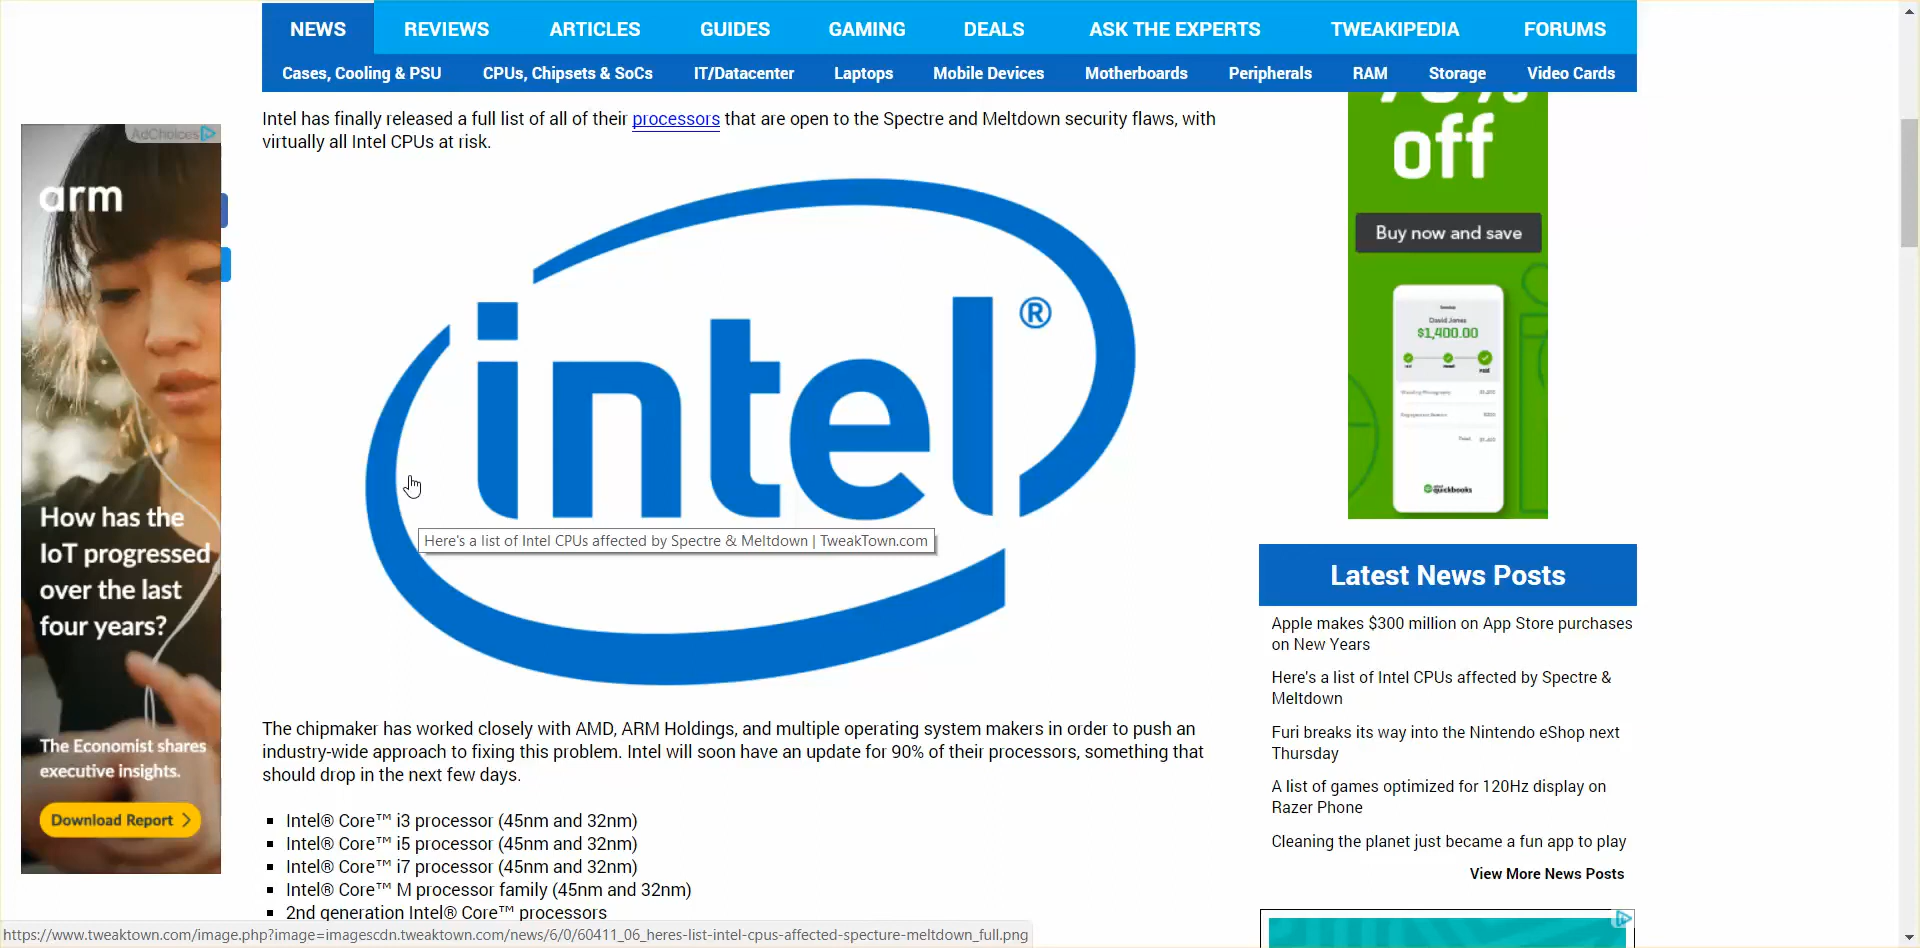 NEWS REVIEWS ARTICLES GUIDES GAMING DEALS ASK THE EXPERTS TWEAKIPEDIA FORUMS
Cases, Cooling & PSU CPUs, Chipsets & SoCs IT/Datacenter Laptops Mobile Devices Motherboards Peripherals RAM Storage Video Cards
Intel has finally released a full list of all of their processors that are open to the Spectre and Meltdown security flaws, with
virtually all Intel CPUs at risk.
intel®
Here's a list of Intel CPUs affected by Spectre & Meltdown | TweakTown.com
The chipmaker has worked closely with AMD, ARM Holdings, and multiple operating system makers in order to push an
industry-wide approach to fixing this problem. Intel will soon have an update for 90% of their processors, something that
should drop in the next few days.
Intel® Core™ i3 processor (45nm and 32nm)
Intel® Core™ i5 processor (45nm and 32nm)
Intel® Core™ i7 processor (45nm and 32nm)
Intel® Core™ M processor family (45nm and 32nm)
2nd generation Intel® Core™ processors
https://www.tweaktown.com/image.php?image=imagescdn.tweaktown.com/news/6/0/60411_06_heres-list-intel-cpus-affected-specture-meltdown_full.png
AdChoices
arm
How has the
IoT progressed
over the last
four years?
The Economist shares
executive insights.
Download Report
off
Buy now and save
David Jones
$1,400.00
quickbooks
Latest News Posts
Apple makes $300 million on App Store purchases
on New Years
Here's a list of Intel CPUs affected by Spectre &
Meltdown
Furi breaks its way into the Nintendo eShop next
Thursday
A list of games optimized for 120Hz display on
Razer Phone
Cleaning the planet just became a fun app to play
View More News Posts